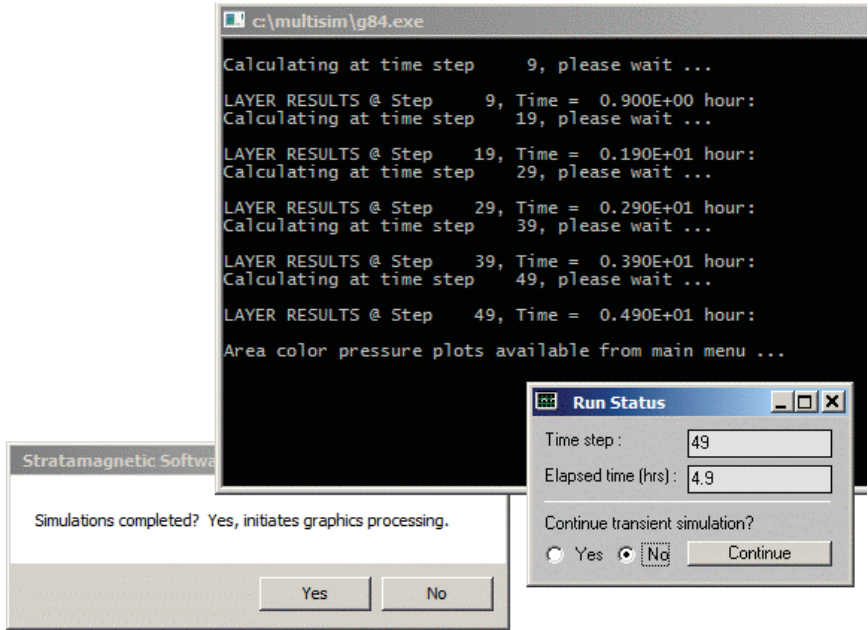 c:\multisim\g84.exe
Calculating at time step 9, please wait ...
LAYER RESULTS @ Step 9, Time = 0.900E+00 hour:
Calculating at time step 19, please wait ...
LAYER RESULTS @ Step 19, Time = 0.190E+01 hour:
Calculating at time step 29, please wait ...
LAYER RESULTS @ Step 29, Time = 0.290E+01 hour:
Calculating at time step 39, please wait ...
LAYER RESULTS @ Step 39, Time = 0.390E+01 hour:
Calculating at time step 49, please wait ...
LAYER RESULTS @ Step 49, Time = 0.490E+01 hour:
Area color pressure plots available from main menu ...
Run Status
Time step : 49
Elapsed time (hrs) : 4.9
Continue transient simulation?
Yes No Continue
Stratamagnetic Softwa
Simulations completed? Yes, initiates graphics processing.
Yes No